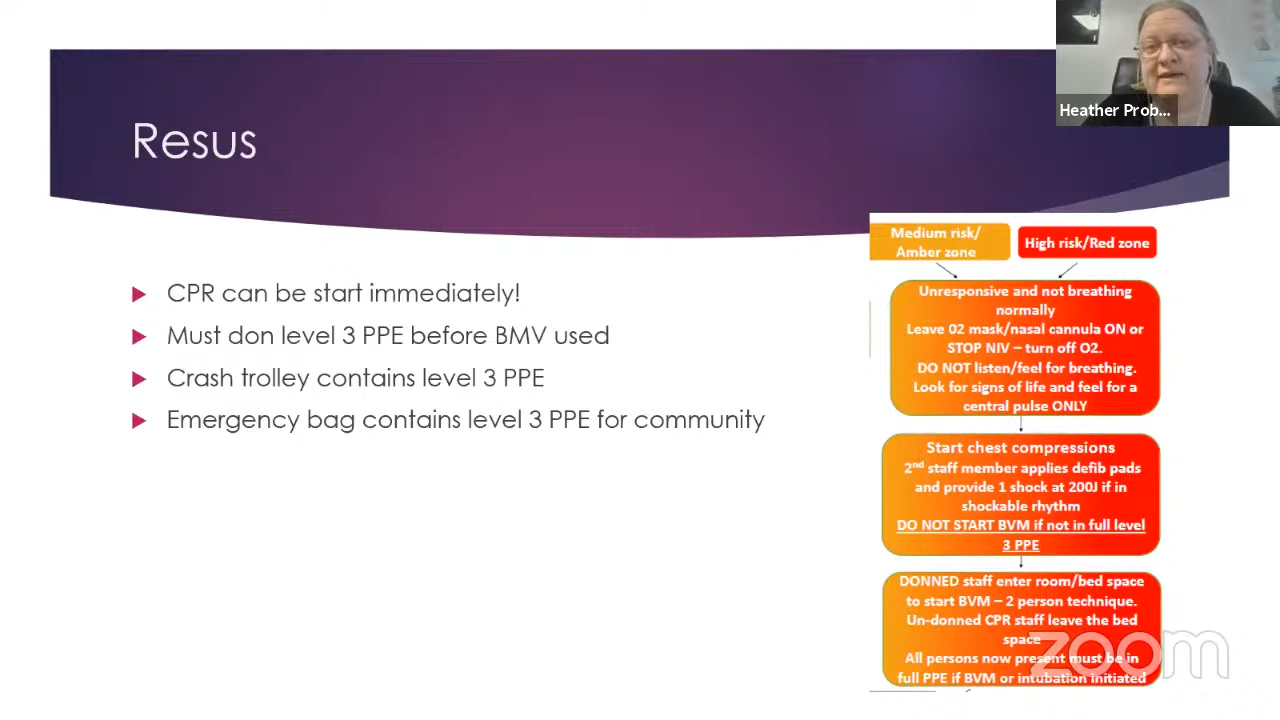 Heather Prob...
Resus
CPR can be start immediately!
Must don level 3 PPE before BMV used
Crash trolley contains level 3 PPE
Emergency bag contains level 3 PPE for community
Medium risk/
Amber zone
High risk/Red zone
Unresponsive and not breathing
normally
Leave 02 mask/nasal cannula ON or
STOP NIV – turn off O2.
DO NOT listen/feel for breathing.
Look for signs of life and feel for a
central pulse ONLY
Start chest compressions
2nd staff member applies defib pads
and provide 1 shock at 200J if in
shockable rhythm
DO NOT START BVM if not in full level
3 PPE
DONNED staff enter room/bed space
to start BVM – 2 person technique.
Un-donned CPR staff leave the bed
space
All persons now present must be in
full PPE if BVM or intubation initiated
zoom